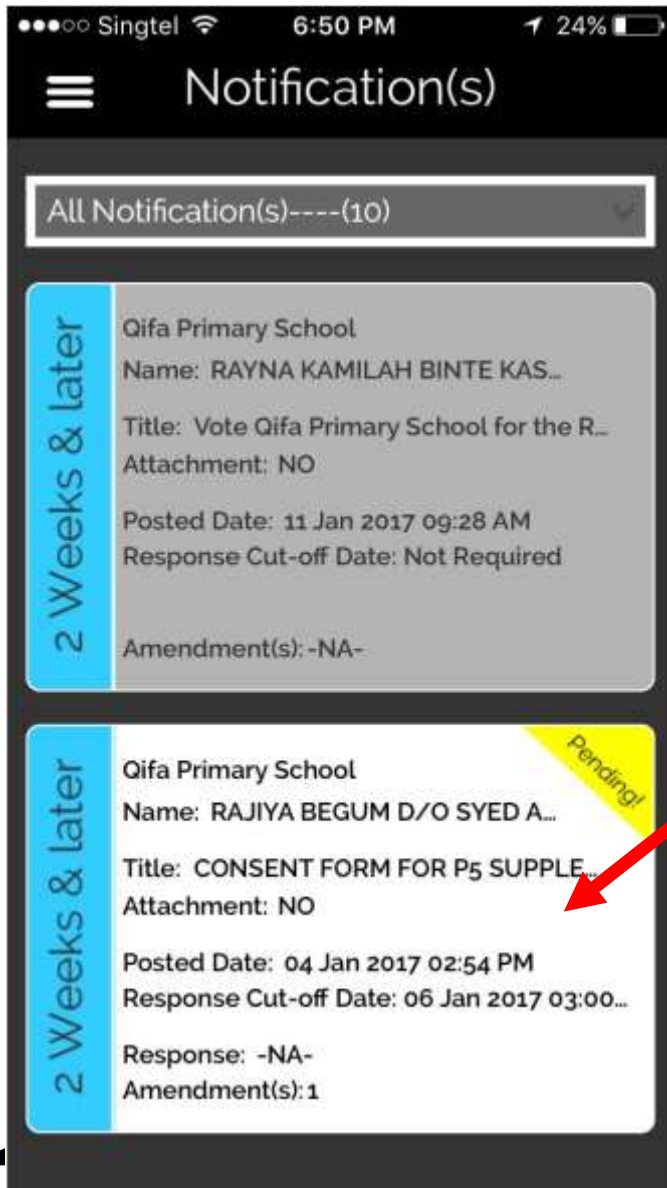 Singtel 6:50 PM 24%
Notification(s)
All Notification(s)----(10)
2 Weeks & later
Qifa Primary School
Name: RAYNA KAMILAH BINTE KAS...
Title: Vote Qifa Primary School for the R...
Attachment: NO
Posted Date: 11 Jan 2017 09:28 AM
Response Cut-off Date: Not Required
Amendment(s): -NA-
2 Weeks & later
Pending!
Qifa Primary School
Name: RAJIYA BEGUM D/O SYED A...
Title: CONSENT FORM FOR P5 SUPPLE...
Attachment: NO
Posted Date: 04 Jan 2017 02:54 PM
Response Cut-off Date: 06 Jan 2017 03:00...
Response: -NA-
Amendment(s): 1